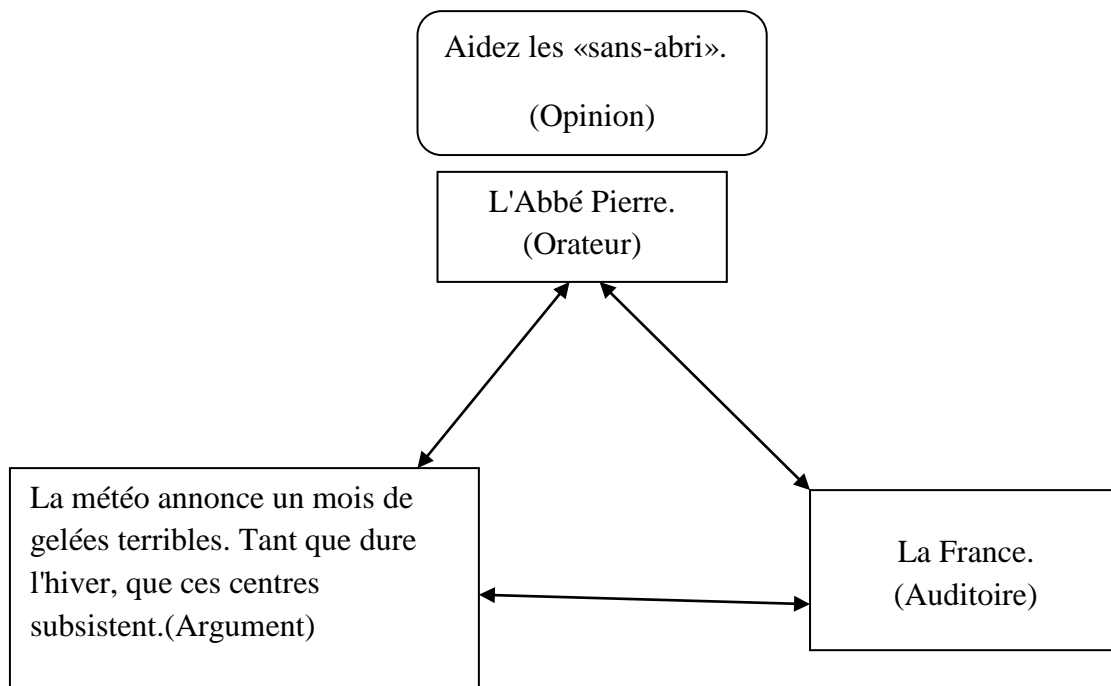 Aidez les «sans-abri».
(Opinion)
L'Abbé Pierre.
(Orateur)
La météo annonce un mois de
gelées terribles. Tant que dure
l'hiver, que ces centres
subsistent.(Argument)
La France.
(Auditoire)